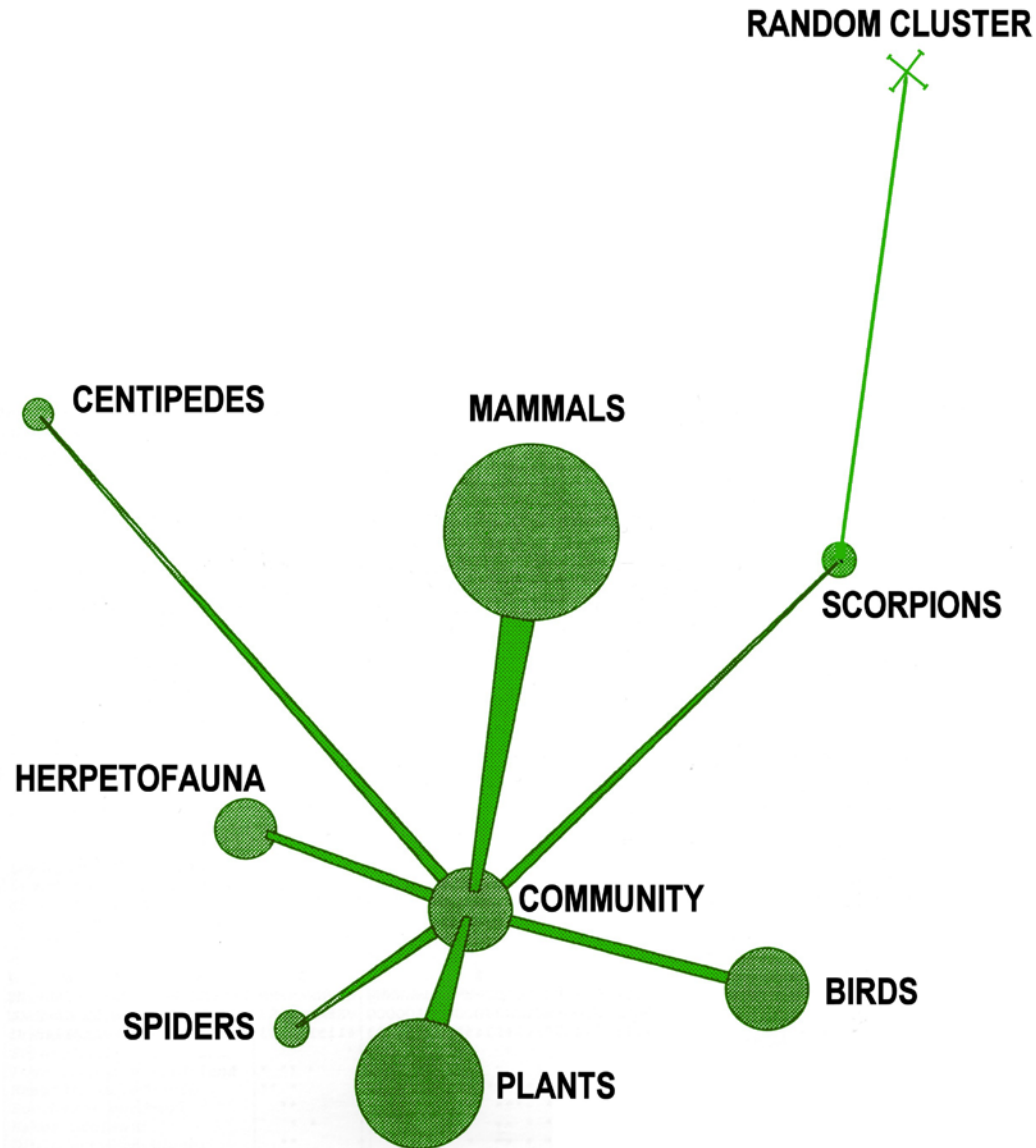 RANDOM CLUSTER
CENTIPEDES
MAMMALS
SCORPIONS
HERPETOFAUNA
COMMUNITY
BIRDS
SPIDERS
PLANTS